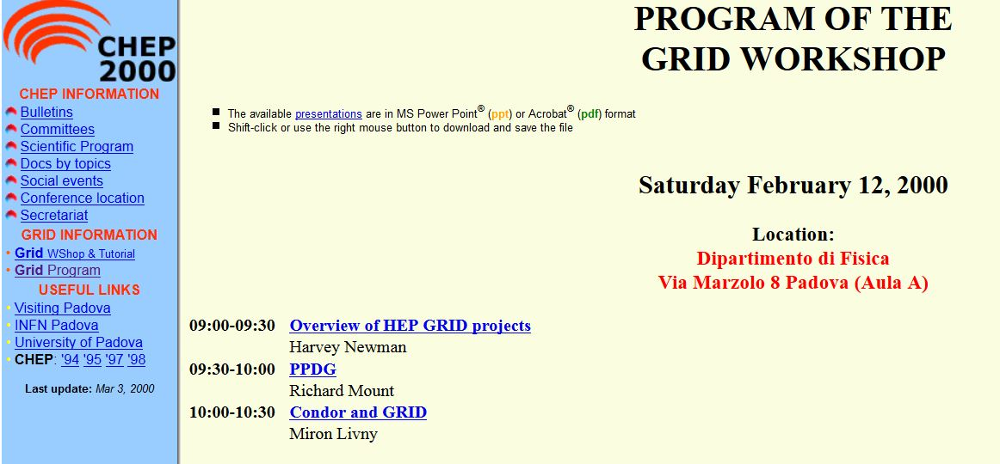 CHEP
2000
CHEP INFORMATION
Bulletins
Committees
Scientific Program
Docs by topics
Social events
Conference location
Secretariat
GRID INFORMATION
• Grid WShop & Tutorial
• Grid Program
USEFUL LINKS
• Visiting Padova
• INFN Padova
• University of Padova
• CHEP: '94 '95 '97 '98
Last update: Mar 3, 2000
PROGRAM OF THE
GRID WORKSHOP
■ The available presentations are in MS Power Point® (ppt) or Acrobat® (pdf) format
■ Shift-click or use the right mouse button to download and save the file
Saturday February 12, 2000
Location:
Dipartimento di Fisica
Via Marzolo 8 Padova (Aula A)
09:00-09:30 Overview of HEP GRID projects
Harvey Newman
09:30-10:00 PPDG
Richard Mount
10:00-10:30 Condor and GRID
Miron Livny